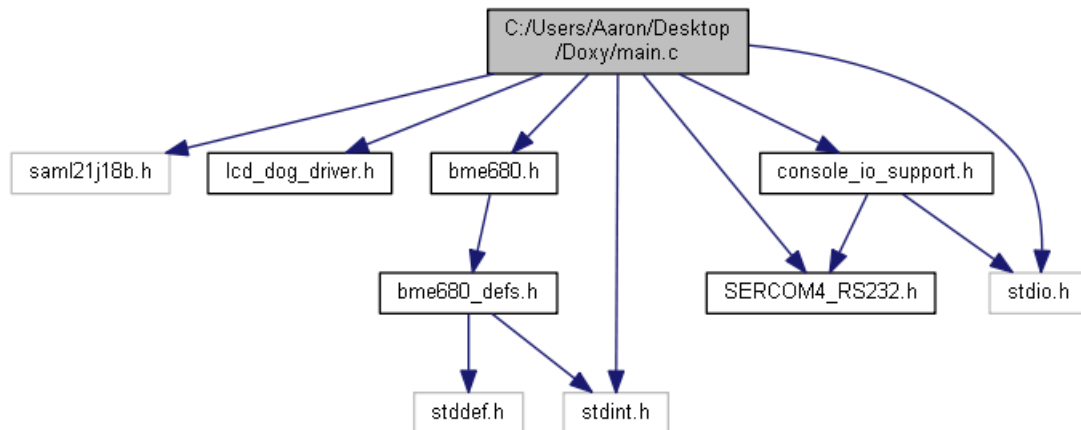 C:/Users/Aaron/Desktop
/Doxy/main.c
saml21j18b.h
lcd_dog_driver.h
bme680.h
console_io_support.h
bme680_defs.h
SERCOM4_RS232.h
stdio.h
stddef.h
stdint.h